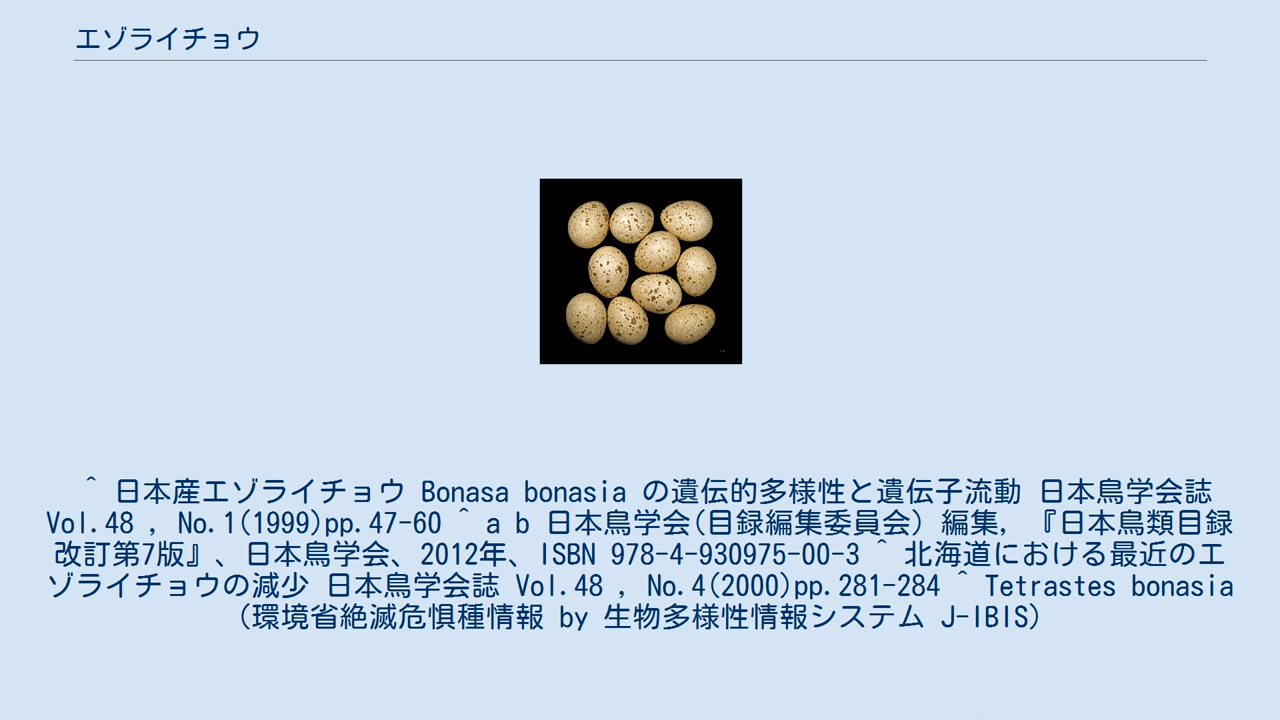 エゾライチョウ
^ 日本産エゾライチョウ Bonasa bonasia の遺伝的多様性と遺伝子流動 日本鳥学会誌
Vol.48 , No.1(1999)pp.47-60 ^ a b 日本鳥学会(目録編集委員会) 編集, 『日本鳥類目録
改訂第7版』、日本鳥学会、2012年、ISBN 978-4-930975-00-3 ^ 北海道における最近のエ
ゾライチョウの減少 日本鳥学会誌 Vol.48 , No.4(2000)pp.281-284 ^ Tetrastes bonasia
(環境省絶滅危惧種情報 by 生物多様性情報システム J-IBIS)